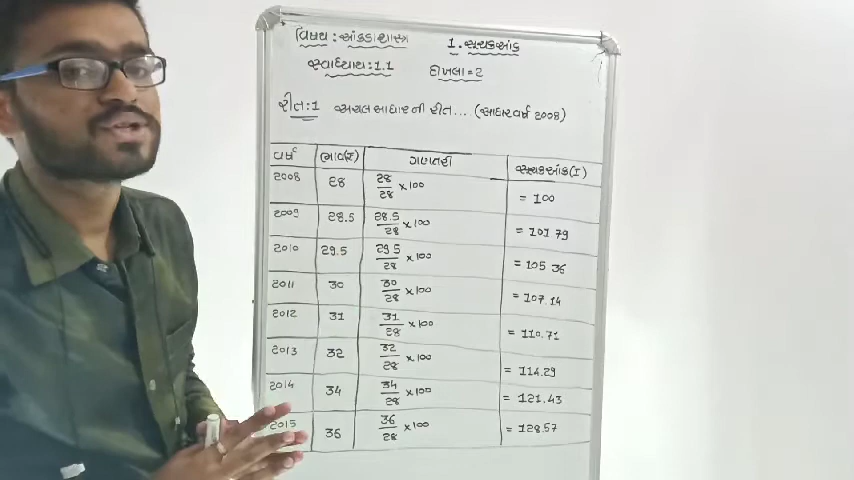 વિષય : આંકડાશાસ્ત્ર 1. સૂચકઆંક
સ્વાધ્યાય : 1.1 દાખલા = 2
રીત : 1 અચલ આધારની રીત... (આધારવર્ષ 2008)
વર્ષ ભાવ(₹) ગણતરી સૂચકઆંક(I)
2008 28 28/28 × 100 = 100
2009 28.5 28.5/28 × 100 = 101.79
2010 29.5 29.5/28 × 100 = 105.36
2011 30 30/28 × 100 = 107.14
2012 31 31/28 × 100 = 110.71
2013 32 32/28 × 100 = 114.29
2014 34 34/28 × 100 = 121.43
2015 36 36/28 × 100 = 128.57